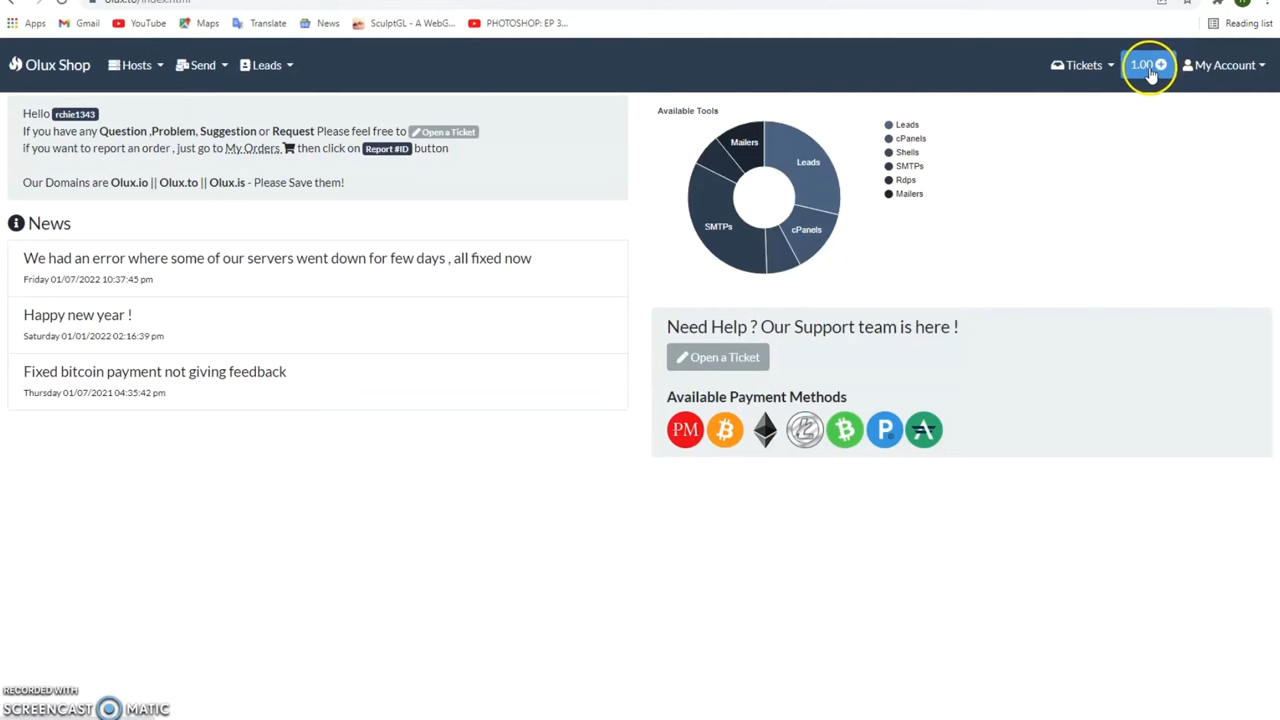 Apps Gmail YouTube Maps Translate News SculptGL - A WebG... PHOTOSHOP: EP 3... Reading list
Olux Shop Hosts Send Leads Tickets 1.00 My Account
Hello rchie1343
If you have any Question ,Problem, Suggestion or Request Please feel free to Open a Ticket
if you want to report an order , just go to My Orders then click on Report #ID button
Our Domains are Olux.io || Olux.to || Olux.is - Please Save them!
News
We had an error where some of our servers went down for few days , all fixed now
Friday 01/07/2022 10:37:45 pm
Happy new year !
Saturday 01/01/2022 02:16:39 pm
Fixed bitcoin payment not giving feedback
Thursday 01/07/2021 04:35:42 pm
Available Tools
Mailers
Leads
SMTPs
cPanels
Leads
cPanels
Shells
SMTPs
Rdps
Mailers
Need Help ? Our Support team is here !
Open a Ticket
Available Payment Methods
PM
RECORDED WITH
SCREENCAST MATIC